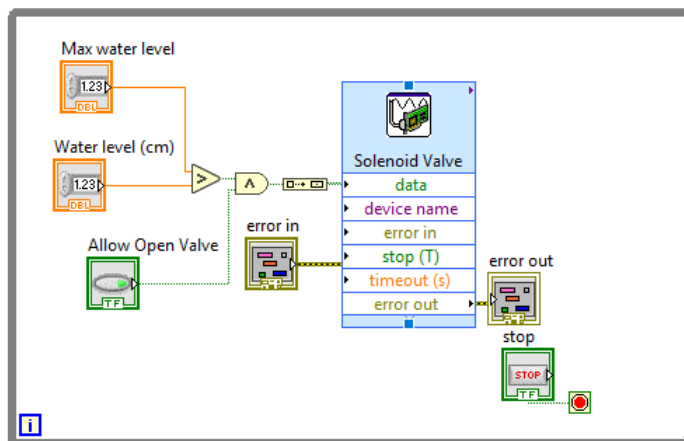 Max water level
1.23
DBL
Water level (cm)
1.23
DBL
Allow Open Valve
TF
error in
Solenoid Valve
data
device name
error in
stop (T)
timeout (s)
error out
error out
stop
STOP
TF
i